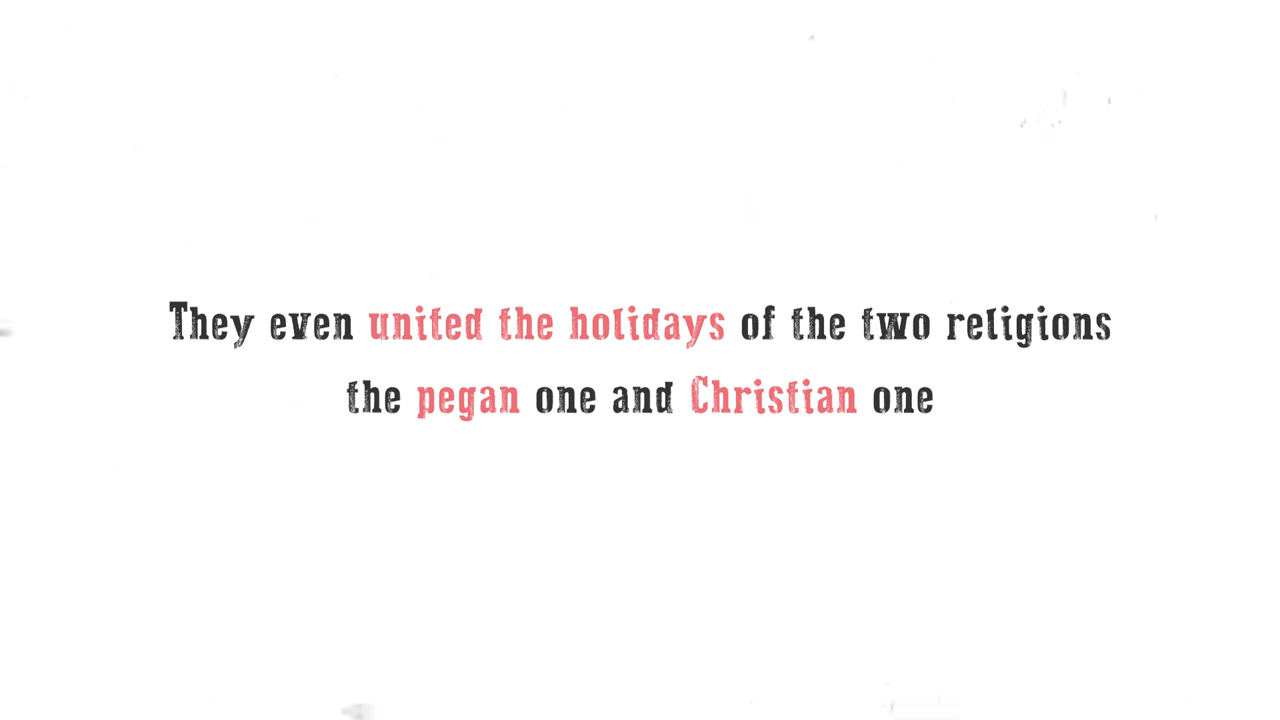 They even united the holidays of the two religions
the pegan one and Christian one